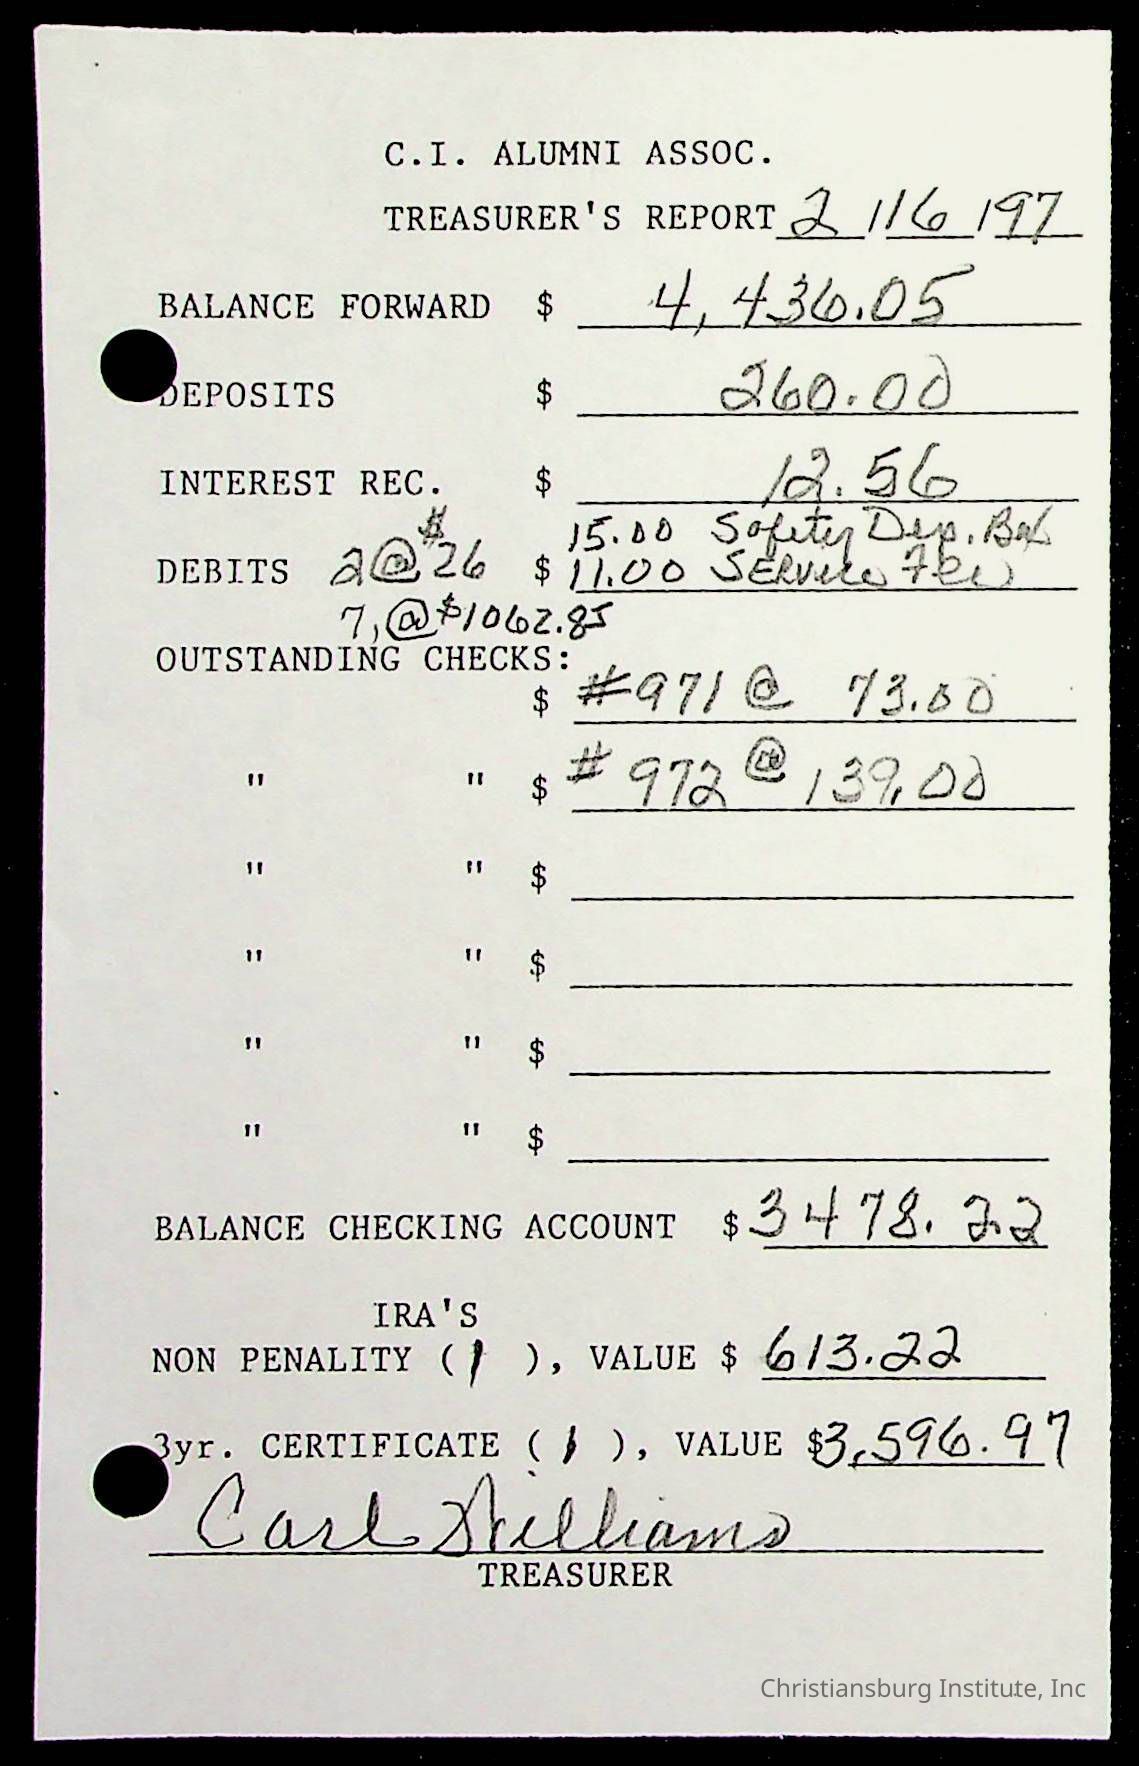 C.I. ALUMNI ASSOC.
TREASURER'S REPORT 2/16/97
BALANCE FORWARD $ 4,436.05
DEPOSITS $ 260.00
INTEREST REC. $ 12.56
15.00 Safety Dep. Box
DEBITS 2@$26 $ 11.00 Service Fee
7,@$1062.85
OUTSTANDING CHECKS:
$ #971 @ 73.00
" " $ #972 @ 139.00
" " $
" " $
" " $
" " $
BALANCE CHECKING ACCOUNT $3478.22
IRA'S
NON PENALITY (1), VALUE $ 613.22
3yr. CERTIFICATE (1), VALUE $3,596.97
Carl Williams
TREASURER
Christiansburg Institute, Inc